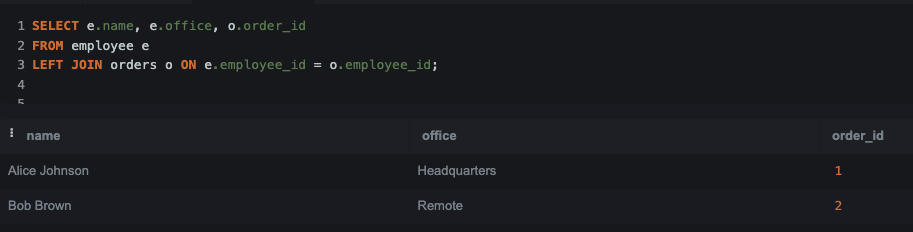 1 SELECT e.name, e.office, o.order_id
2 FROM employee e
3 LEFT JOIN orders o ON e.employee_id = o.employee_id;
4
5
name office order_id
Alice Johnson Headquarters 1
Bob Brown Remote 2